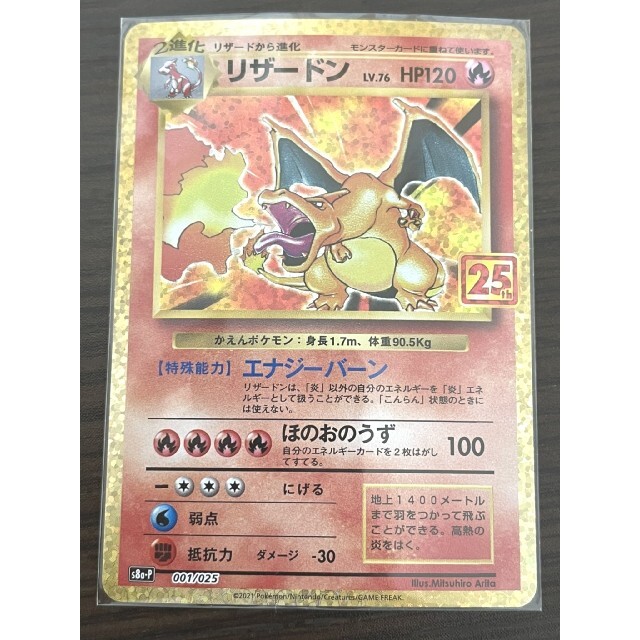 2進化 リザードから進化 モンスターカードに重ねて使います。
リザードン LV.76 HP120
25th
かえんポケモン：身長1.7m、体重90.5Kg
【特殊能力】エナジーバーン
リザードンは、「炎」以外の自分のエネルギーを「炎」エネ
ルギーとして扱うことができる。「こんらん」状態のときに
は使えない。
ほのおのうず 100
自分のエネルギーカードを２枚はがし
てすてる。
ー にげる
弱点
抵抗力 ダメージ -30
地上１４００メートル
まで羽をつかって飛ぶ
ことができる。高熱の
炎をはく。
s8a-P 001/025
Illus.Mitsuhiro Arita
©2021 Pokémon/Nintendo/Creatures/GAME FREAK.